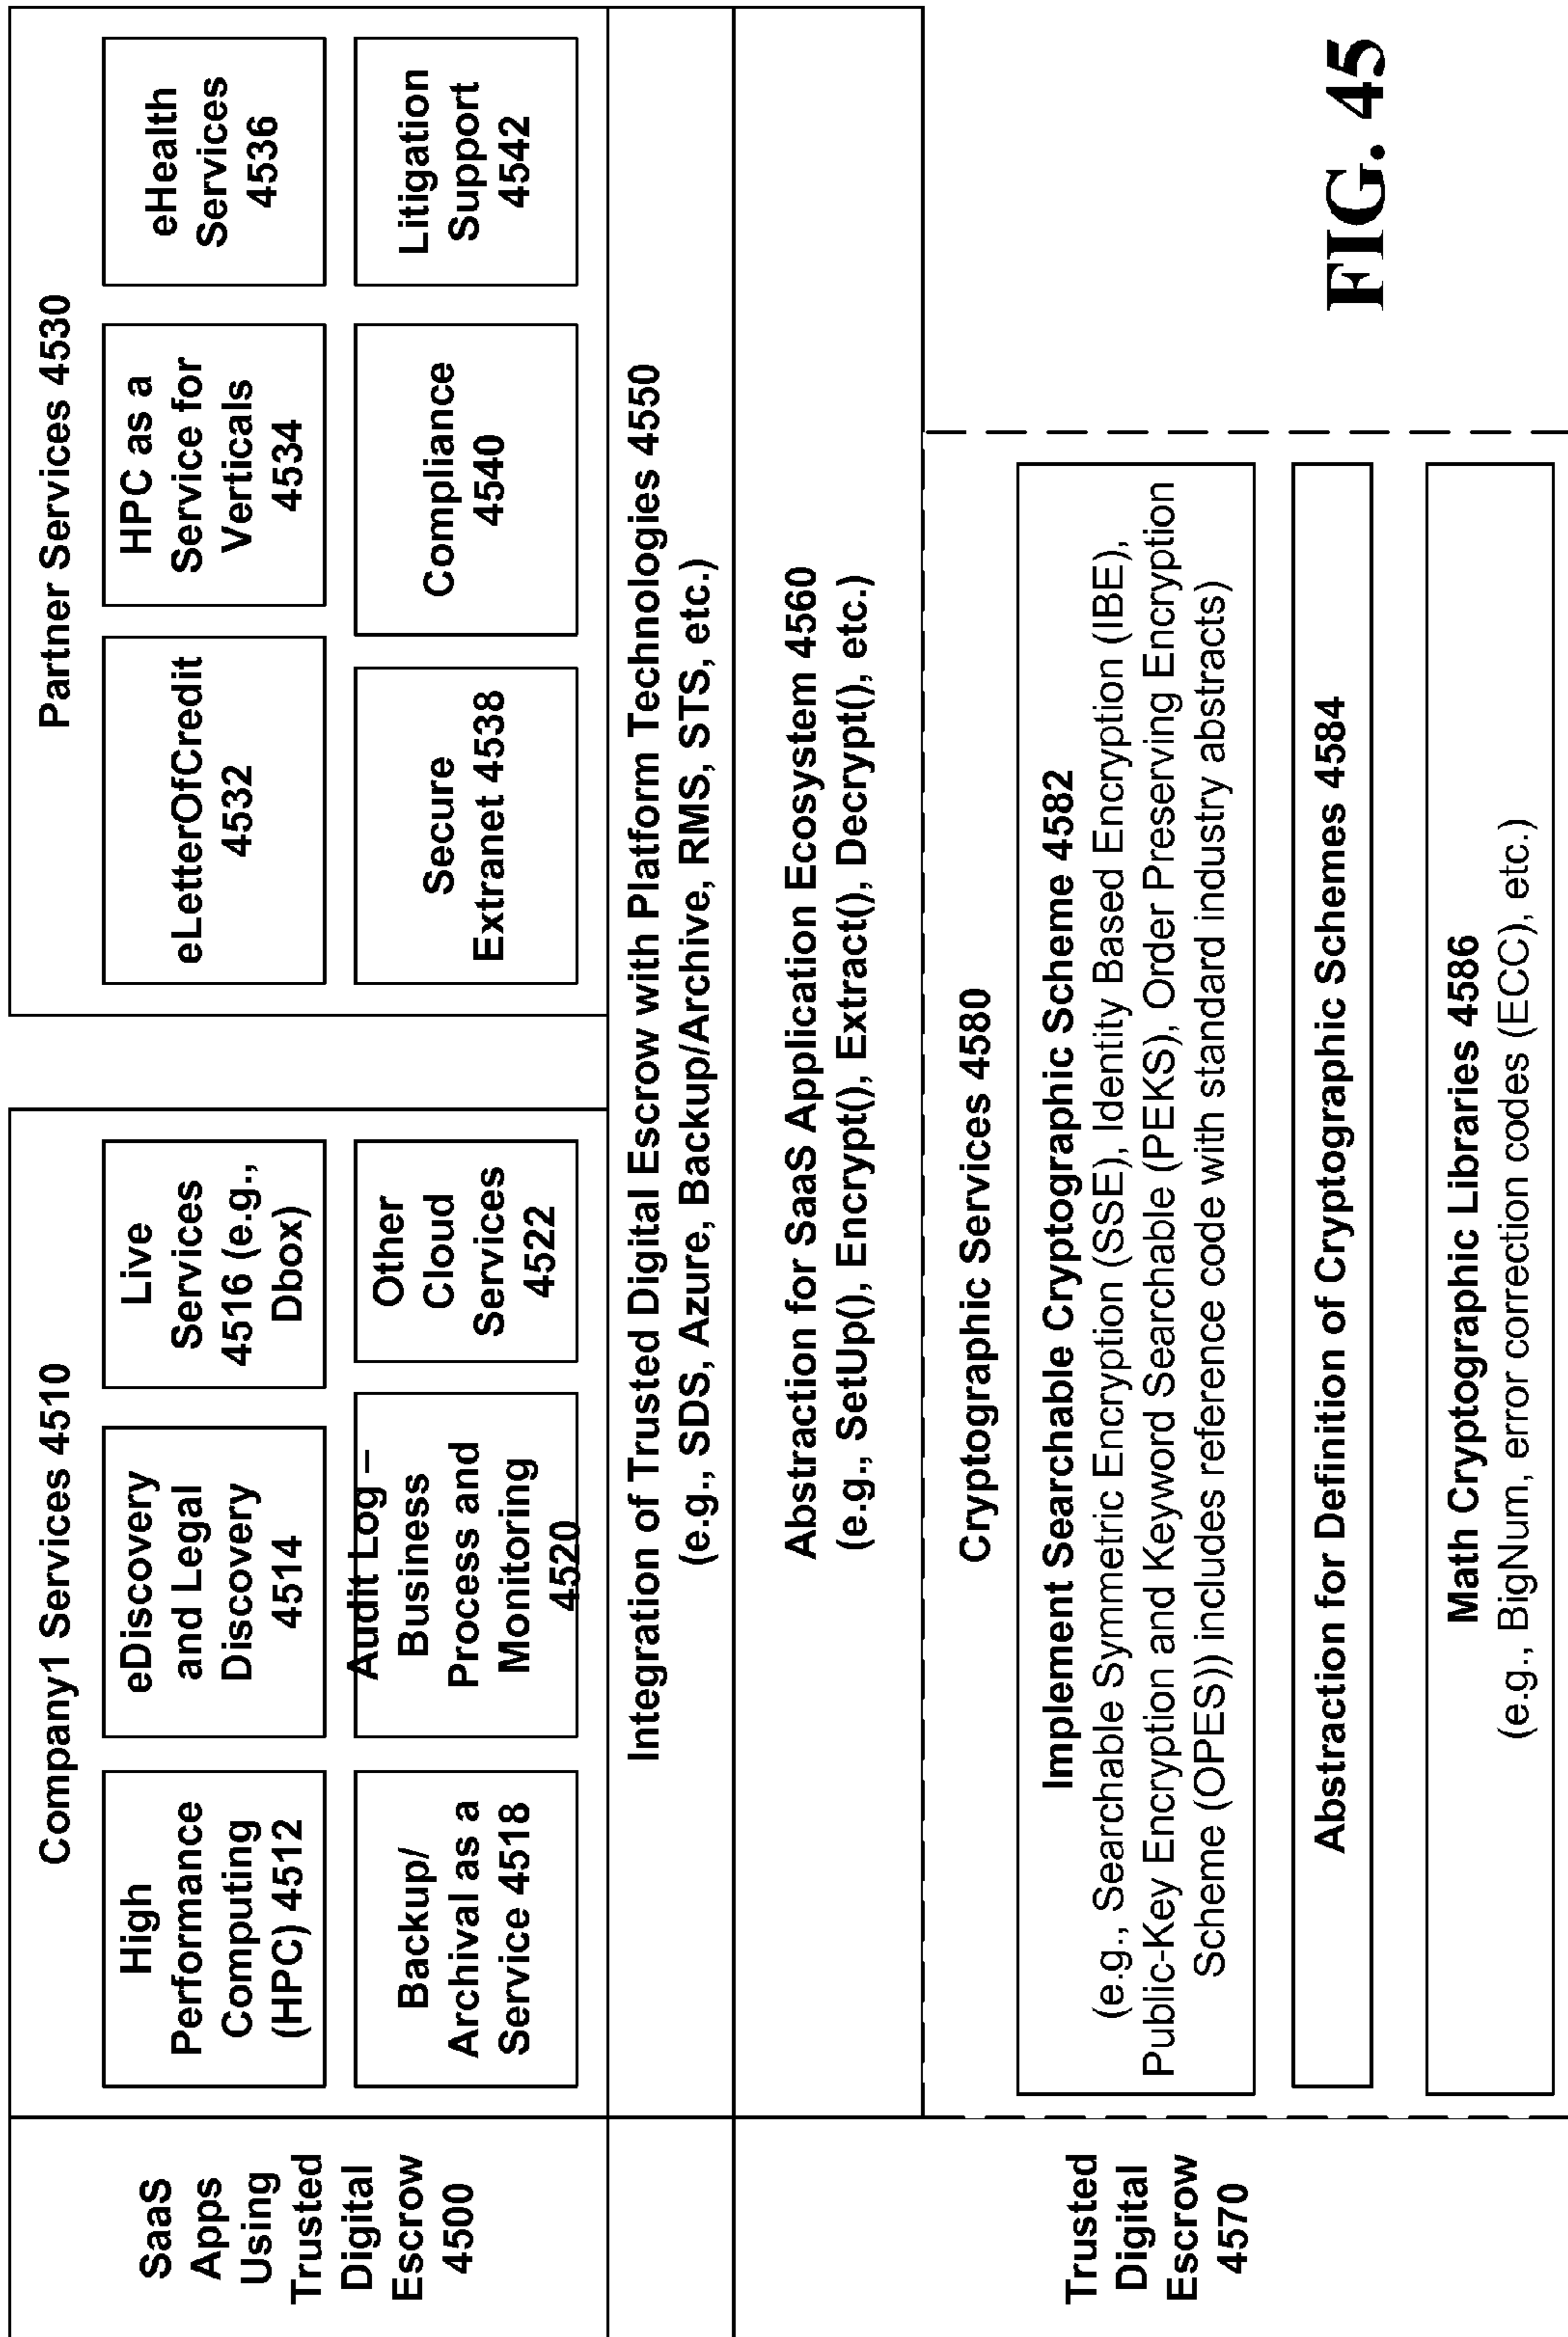 SaaS
Apps
Using
Trusted
Digital
Escrow
4500
Company1 Services 4510
High
Performance
Computing
(HPC) 4512
eDiscovery
and Legal
Discovery
4514
Live
Services
4516 (e.g.,
Dbox)
Backup/
Archival as a
Service 4518
Audit Log –
Business
Process and
Monitoring
4520
Other
Cloud
Services
4522
Partner Services 4530
eLetterOfCredit
4532
HPC as a
Service for
Verticals
4534
eHealth
Services
4536
Secure
Extranet 4538
Compliance
4540
Litigation
Support
4542
Integration of Trusted Digital Escrow with Platform Technologies 4550
(e.g., SDS, Azure, Backup/Archive, RMS, STS, etc.)
Trusted
Digital
Escrow
4570
Abstraction for SaaS Application Ecosystem 4560
(e.g., SetUp(), Encrypt(), Extract(), Decrypt(), etc.)
Cryptographic Services 4580
Implement Searchable Cryptographic Scheme 4582
(e.g., Searchable Symmetric Encryption (SSE), Identity Based Encryption (IBE),
Public-Key Encryption and Keyword Searchable (PEKS), Order Preserving Encryption
Scheme (OPES)) includes reference code with standard industry abstracts)
Abstraction for Definition of Cryptographic Schemes 4584
Math Cryptographic Libraries 4586
(e.g., BigNum, error correction codes (ECC), etc.)
FIG. 45